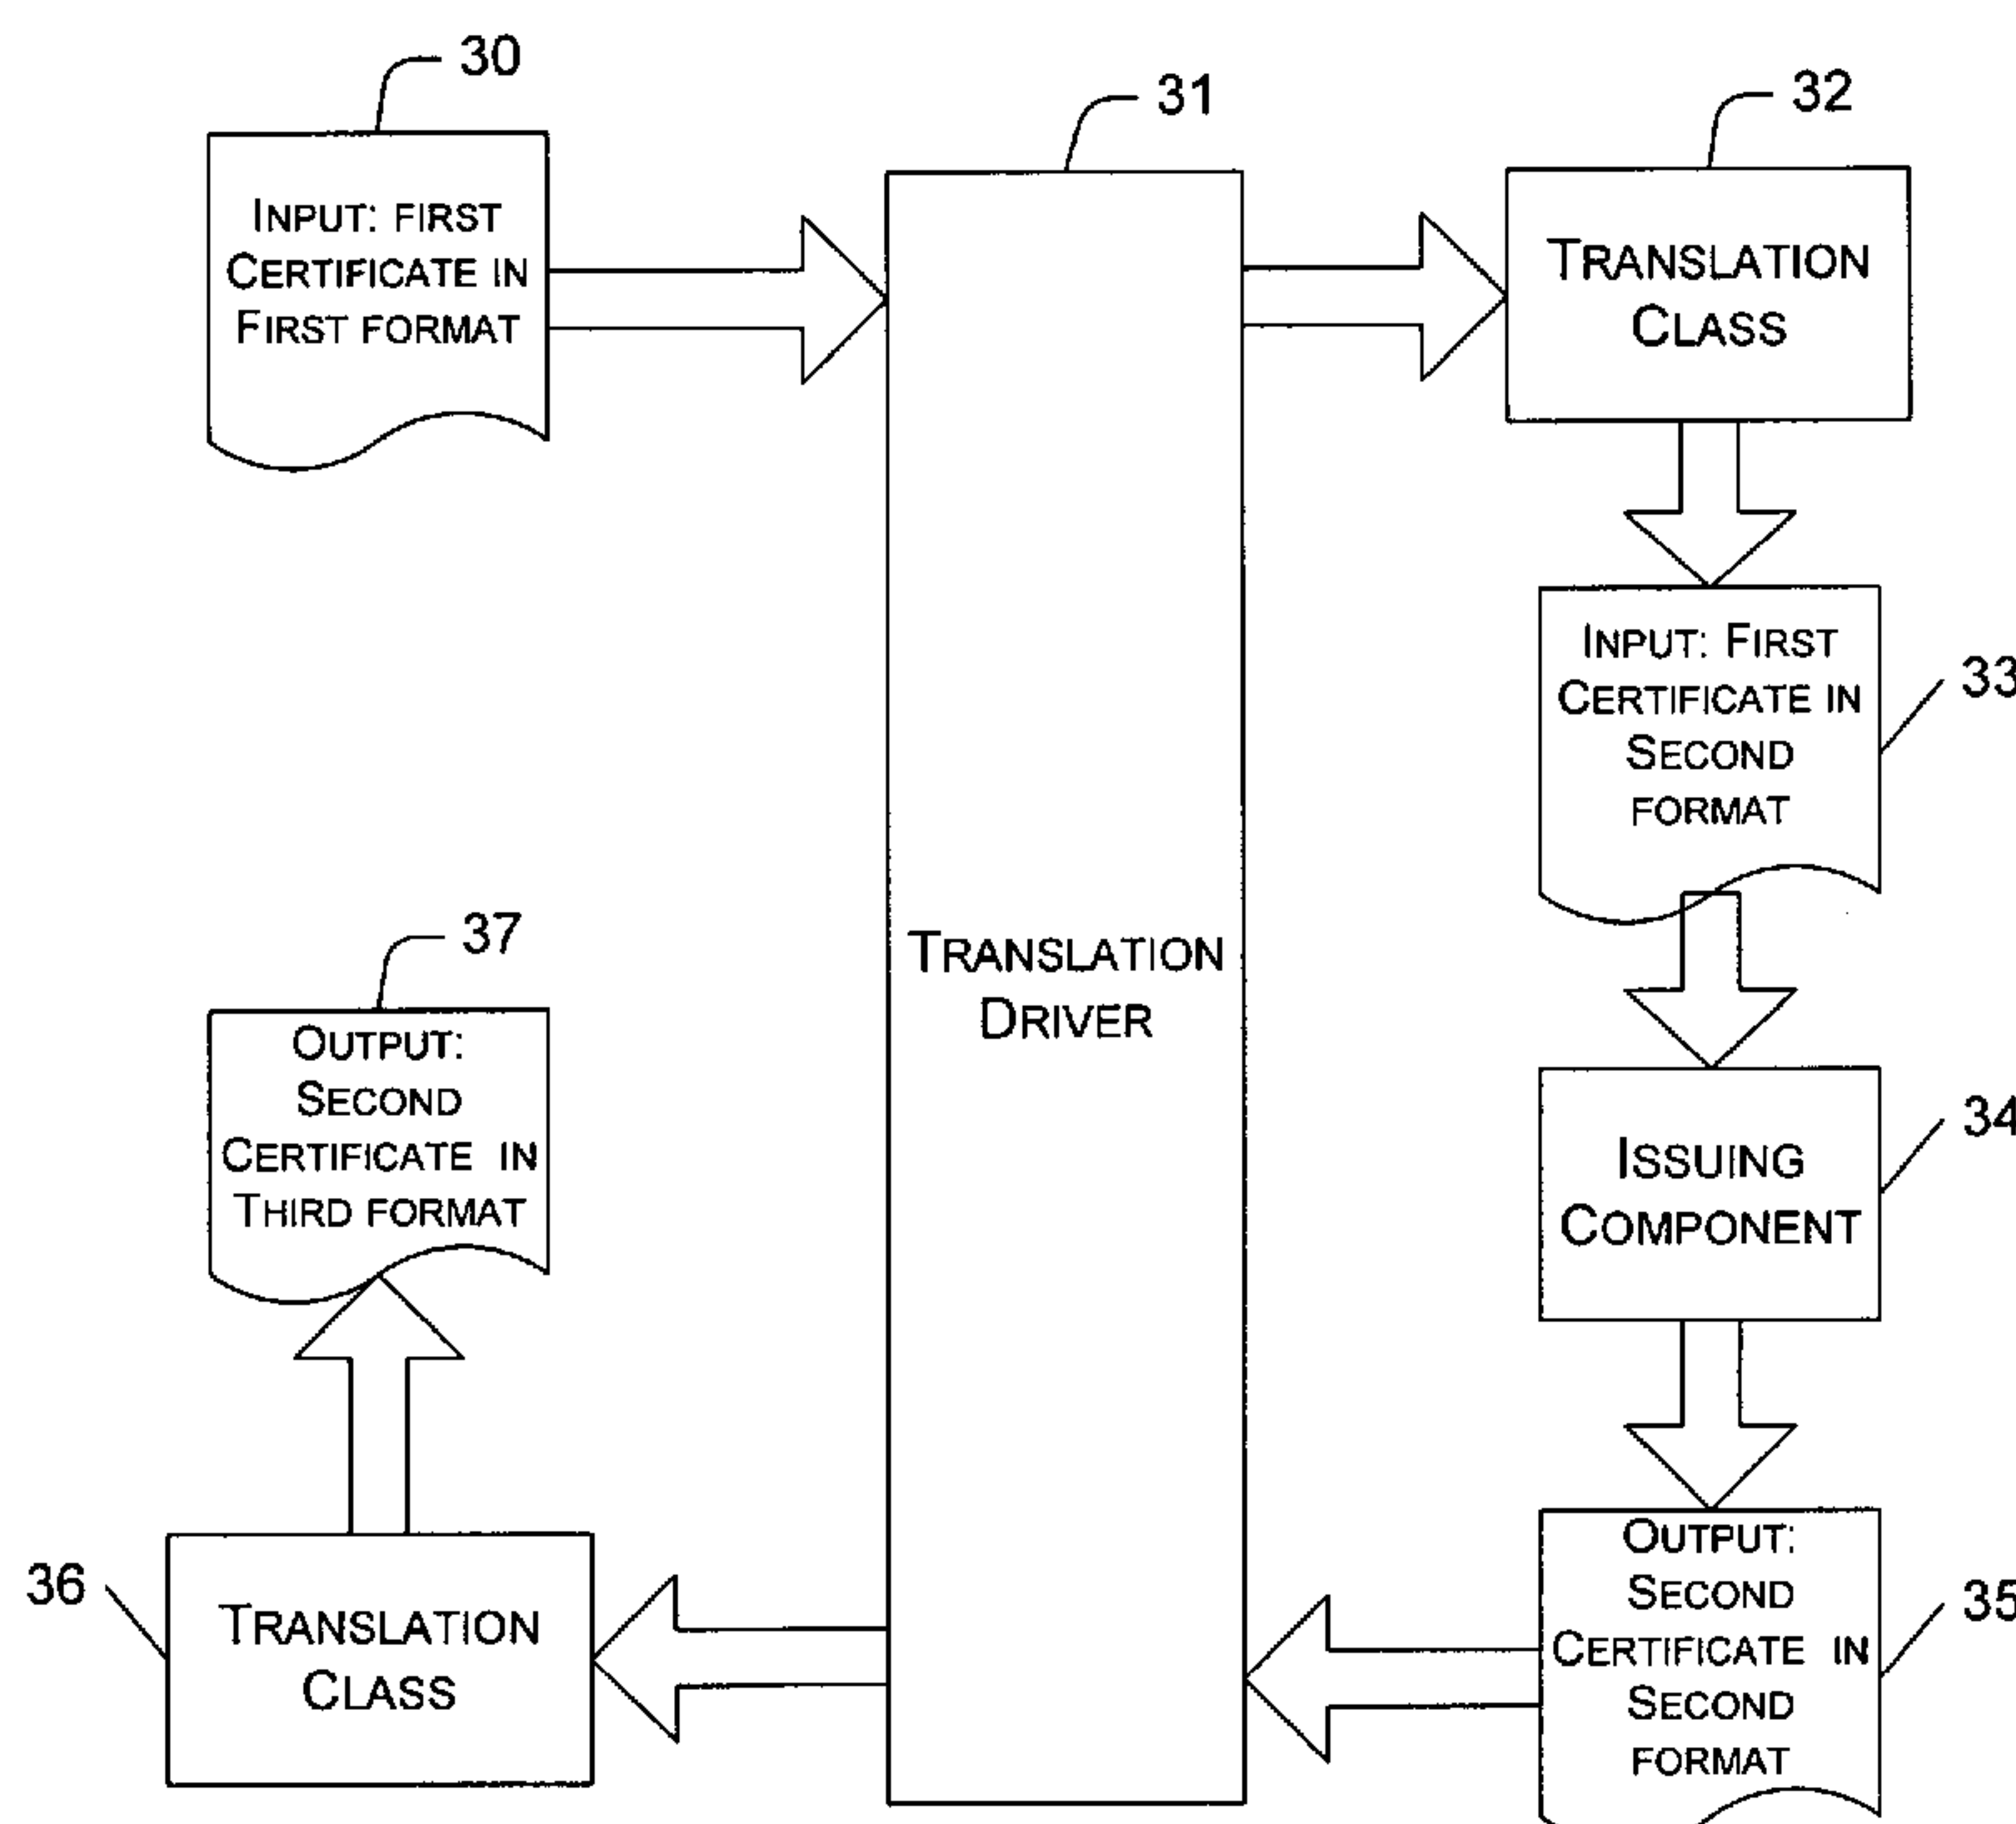 30
INPUT: FIRST
CERTIFICATE IN
FIRST FORMAT
31
TRANSLATION
DRIVER
32
TRANSLATION
CLASS
INPUT: FIRST
CERTIFICATE IN
SECOND
FORMAT
33
ISSUING
COMPONENT
34
OUTPUT:
SECOND
CERTIFICATE IN
SECOND
FORMAT
35
36
TRANSLATION
CLASS
37
OUTPUT:
SECOND
CERTIFICATE IN
THIRD FORMAT